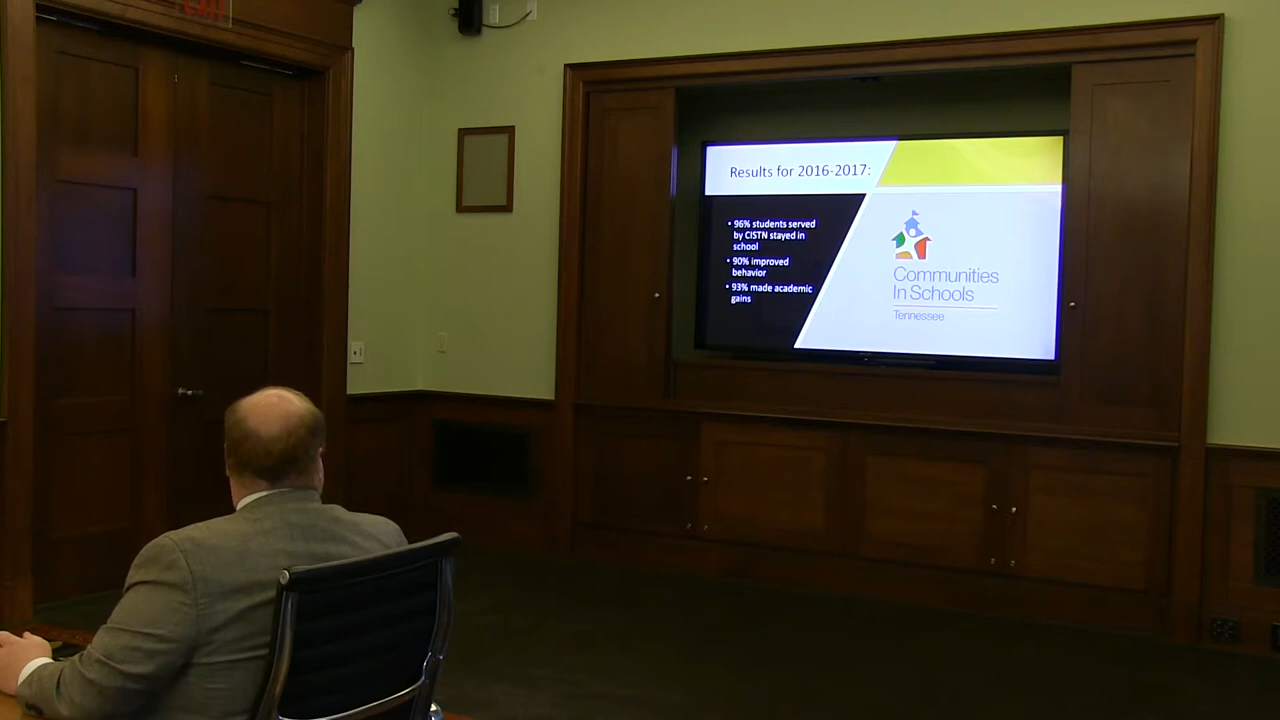 EXIT
Results for 2016-2017:
• 96% students served
by CISTN stayed in
school
• 90% improved
behavior
• 93% made academic
gains
Communities
In Schools
Tennessee